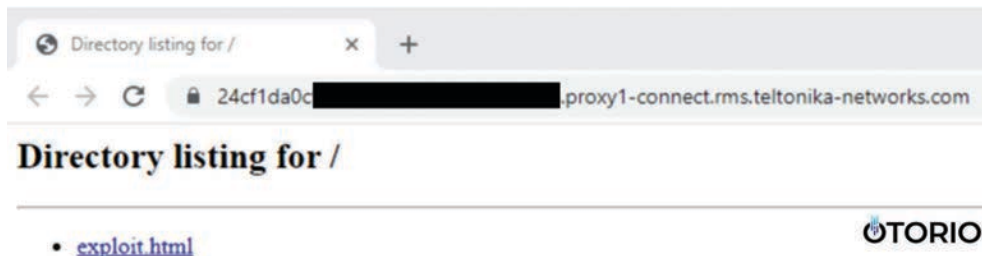 Directory listing for /
24cf1da0c .proxy1-connect.rms.teltonika-networks.com
Directory listing for /
exploit.html
OTORIO